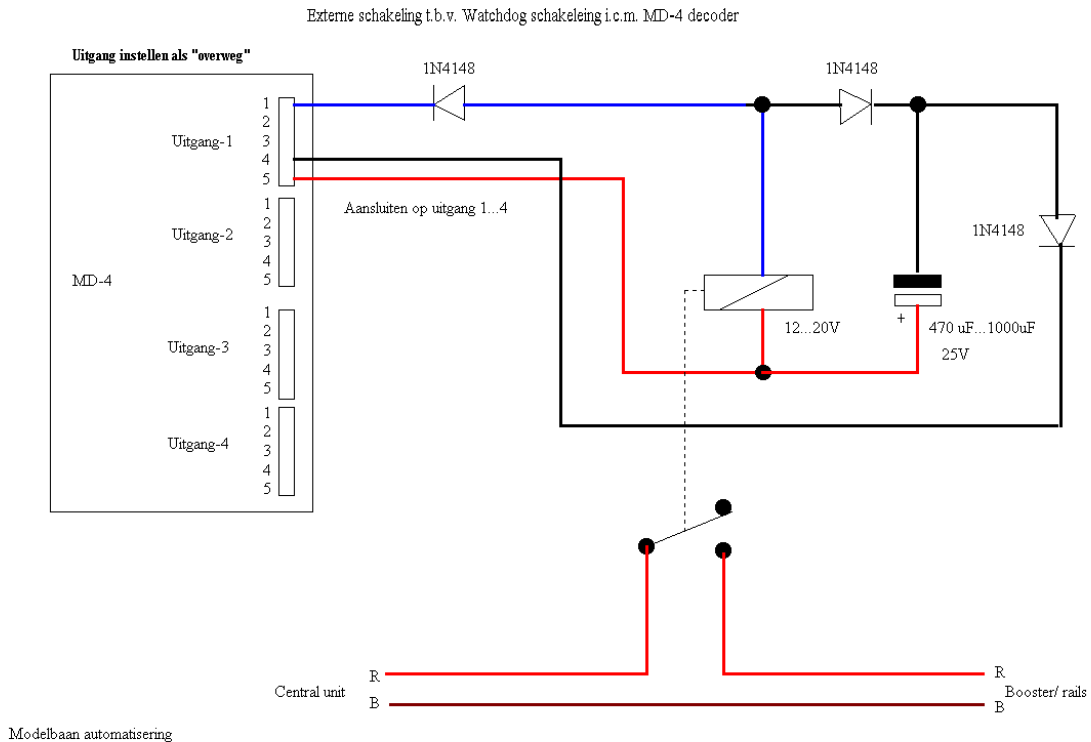 Externe schakeling t.b.v. Watchdog schakeleing i.c.m. MD-4 decoder
Uitgang instellen als "overweg"
1N4148
1N4148
1
2
3
4
5
Uitgang-1
Aansluiten op uitgang 1...4
1
2
3
4
5
Uitgang-2
1N4148
MD-4
12...20V
+
470 uF...1000uF
25V
1
2
3
4
5
Uitgang-3
1
2
3
4
5
Uitgang-4
R
R
Central unit
Booster/ rails
B
B
Modelbaan automatisering